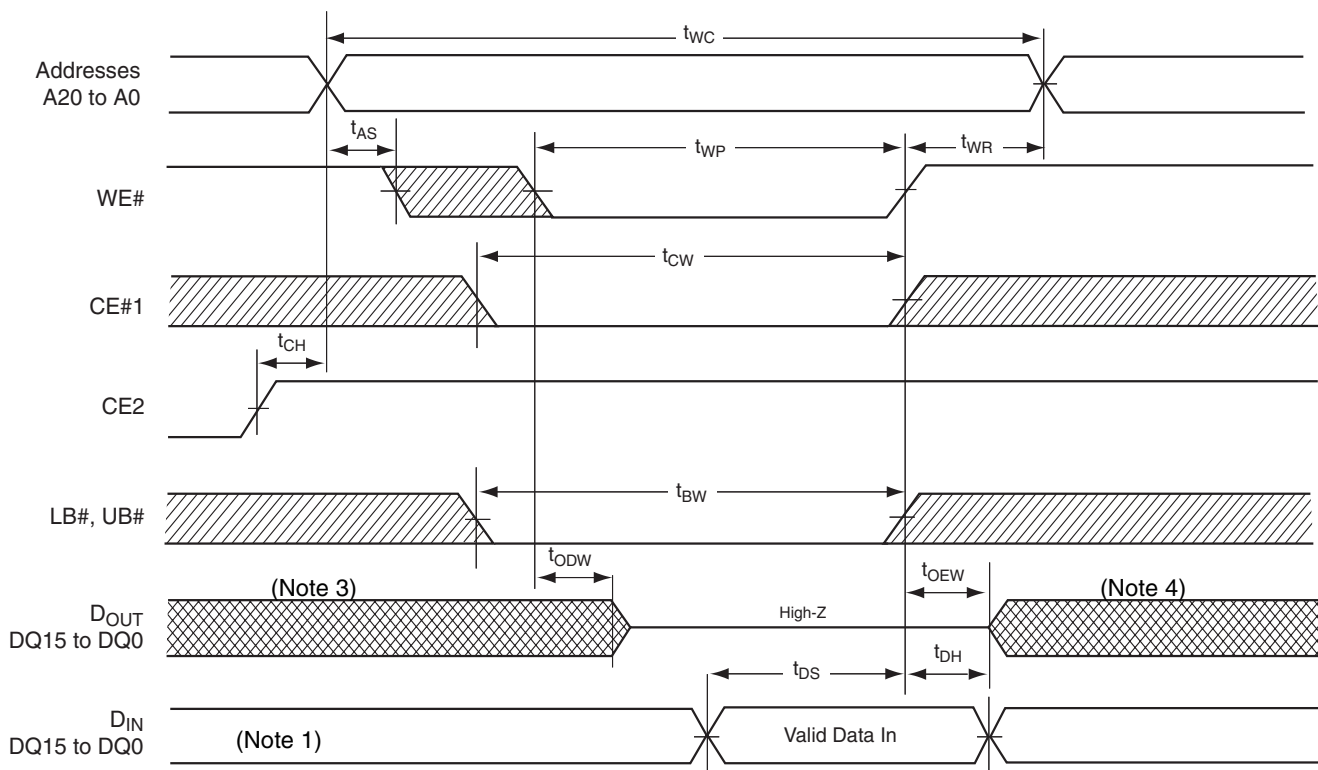 tWC
Addresses
A20 to A0
tAS
tWP
tWR
WE#
tCW
CE#1
tCH
CE2
tBW
LB#, UB#
tODW
tOEW
(Note 3)
(Note 4)
DOUT
DQ15 to DQ0
High-Z
tDS
tDH
DIN
DQ15 to DQ0
(Note 1)
Valid Data In